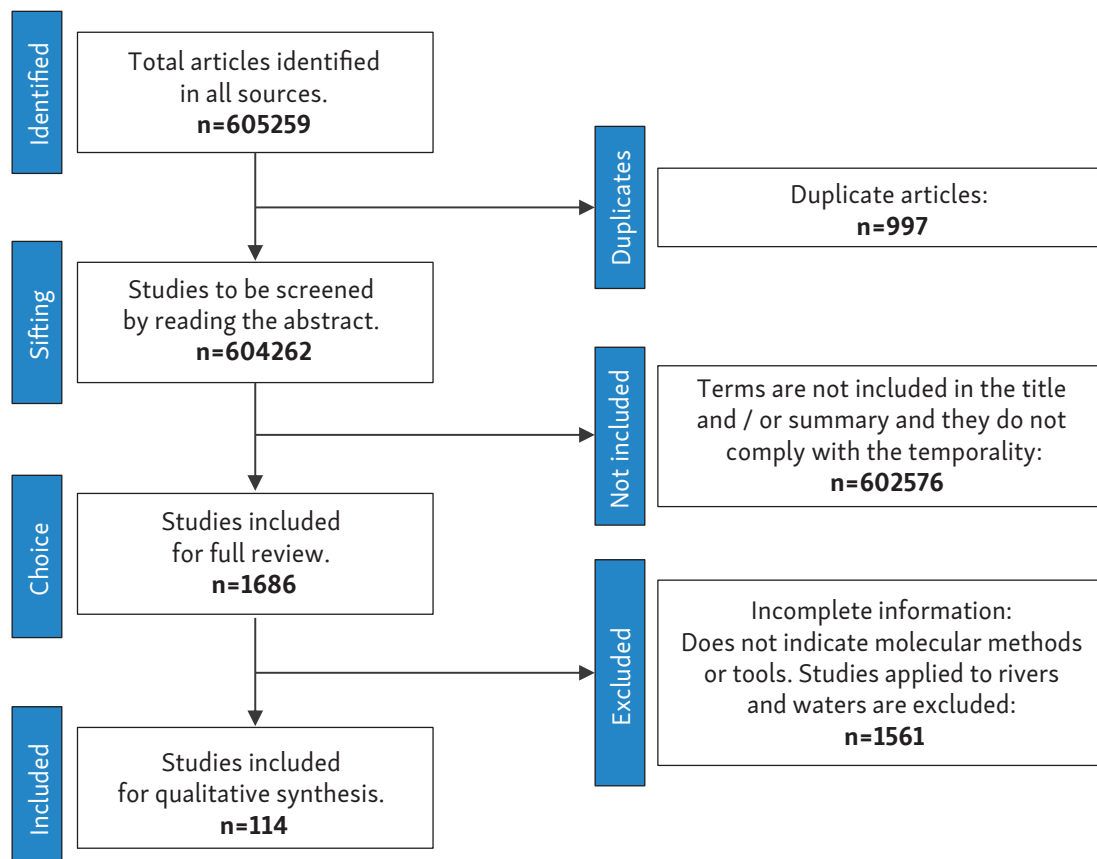 Identified
Total articles identified
in all sources.
n=605259
Duplicates
Duplicate articles:
n=997
Sifting
Studies to be screened
by reading the abstract.
n=604262
Not included
Terms are not included in the title
and / or summary and they do not
comply with the temporality:
n=602576
Choice
Studies included
for full review.
n=1686
Excluded
Incomplete information:
Does not indicate molecular methods
or tools. Studies applied to rivers
and waters are excluded:
n=1561
Included
Studies included
for qualitative synthesis.
n=114